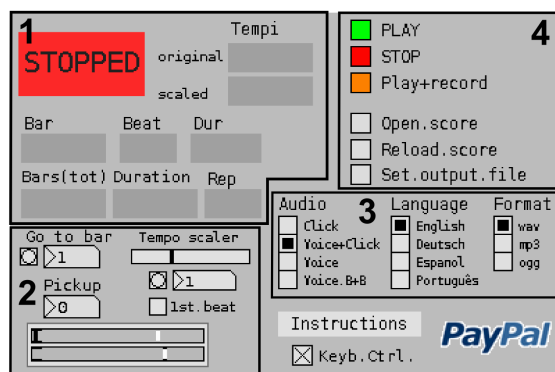 1
Tempi
STOPPED
original
scaled
Bar Beat Dur
Bars(tot) Duration Rep
4
PLAY
STOP
Play+record
Open.score
Reload.score
Set.output.file
2
Go to bar
>1
Pickup
>0
Tempo scaler
>1
1st.beat
3
Audio
Click
Voice+Click
Voice
Voice.B+B
Language
English
Deutsch
Espanol
Português
Format
wav
mp3
ogg
Instructions
Keyb.Ctrl.
PayPal